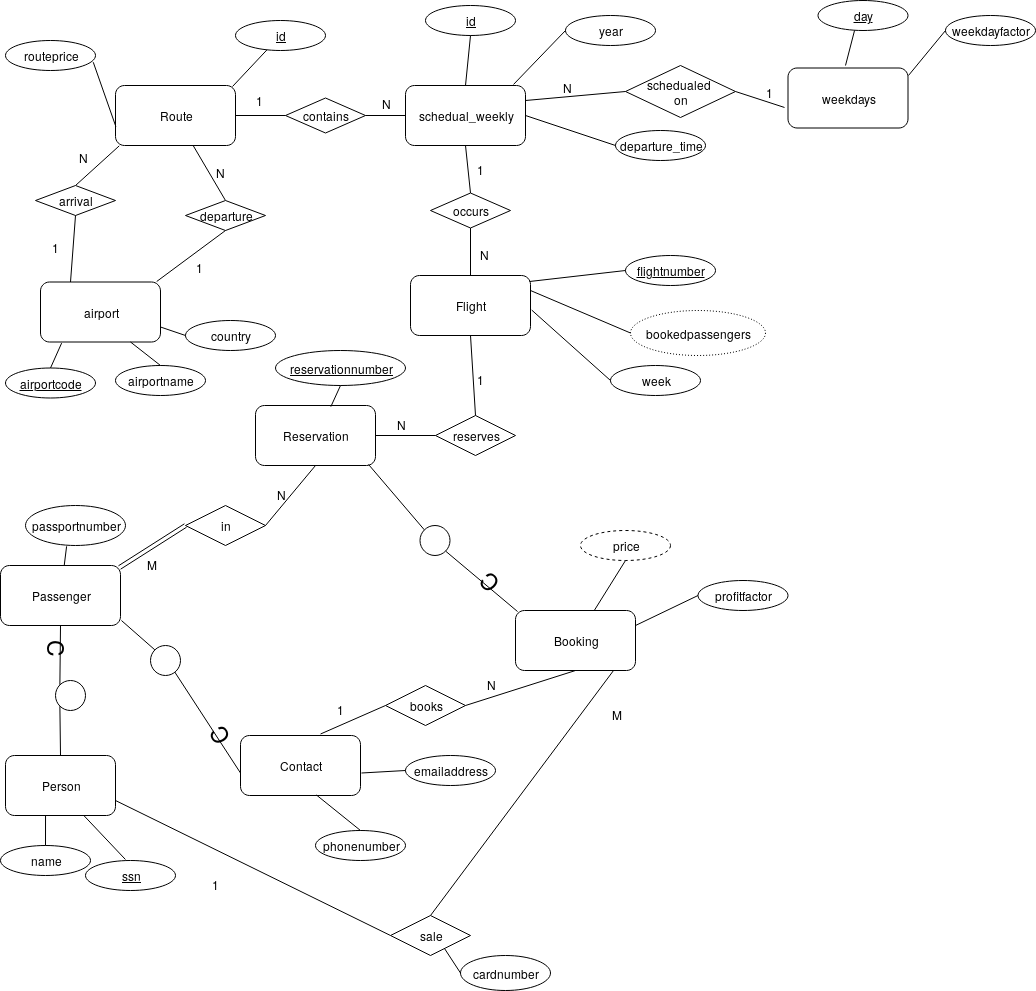 day
id
id
year
weekdayfactor
routeprice
schedualed
on
N
1
weekdays
1
N
Route
contains
schedual_weekly
departure_time
N
N
1
arrival
departure
occurs
1
1
N
flightnumber
airport
Flight
country
bookedpassengers
reservationnumber
airportcode
airportname
1
week
N
Reservation
reserves
N
passportnumber
in
price
M
Passenger
profitfactor
Booking
N
1
books
M
Contact
emailaddress
Person
phonenumber
name
ssn
1
sale
cardnumber